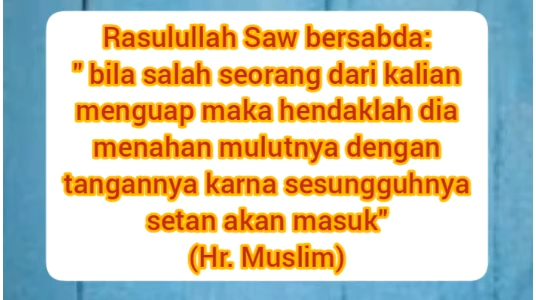 Rasulullah Saw bersabda:
" bila salah seorang dari kalian
menguap maka hendaklah dia
menahan mulutnya dengan
tangannya karna sesungguhnya
setan akan masuk"
(Hr. Muslim)